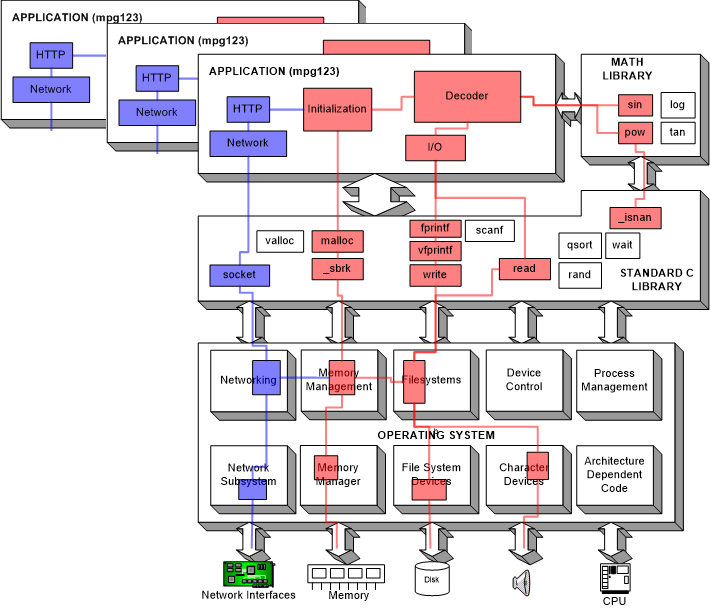 APPLICATION (mpg123)
HTTP
Network
APPLICATION (mpg123)
HTTP
Network
APPLICATION (mpg123)
HTTP
Network
Initialization
Decoder
I/O
MATH
LIBRARY
sin
log
pow
tan
valloc
malloc
_sbrk
socket
fprintf
scanf
vfprintf
write
read
_isnan
qsort
wait
rand
STANDARD C
LIBRARY
Networking
Memory
Management
Filesystems
Device
Control
Process
Management
OPERATING SYSTEM
Network
Subsystem
Memory
Manager
File System
Devices
Character
Devices
Architecture
Dependent
Code
Network Interfaces
Memory
Disk
CPU